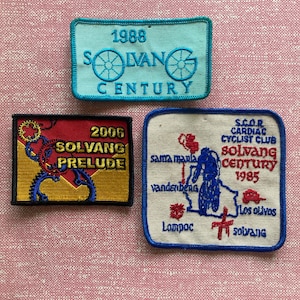 1988
SOLVANG
CENTURY
2006
SOLVANG
PRELUDE
S.C.O.R.
CARDIAC
CYCLIST CLUB
SOLVANG
CENTURY
1985
Santa Maria
Vandenberg
Los Olivos
Lompoc
Solvang